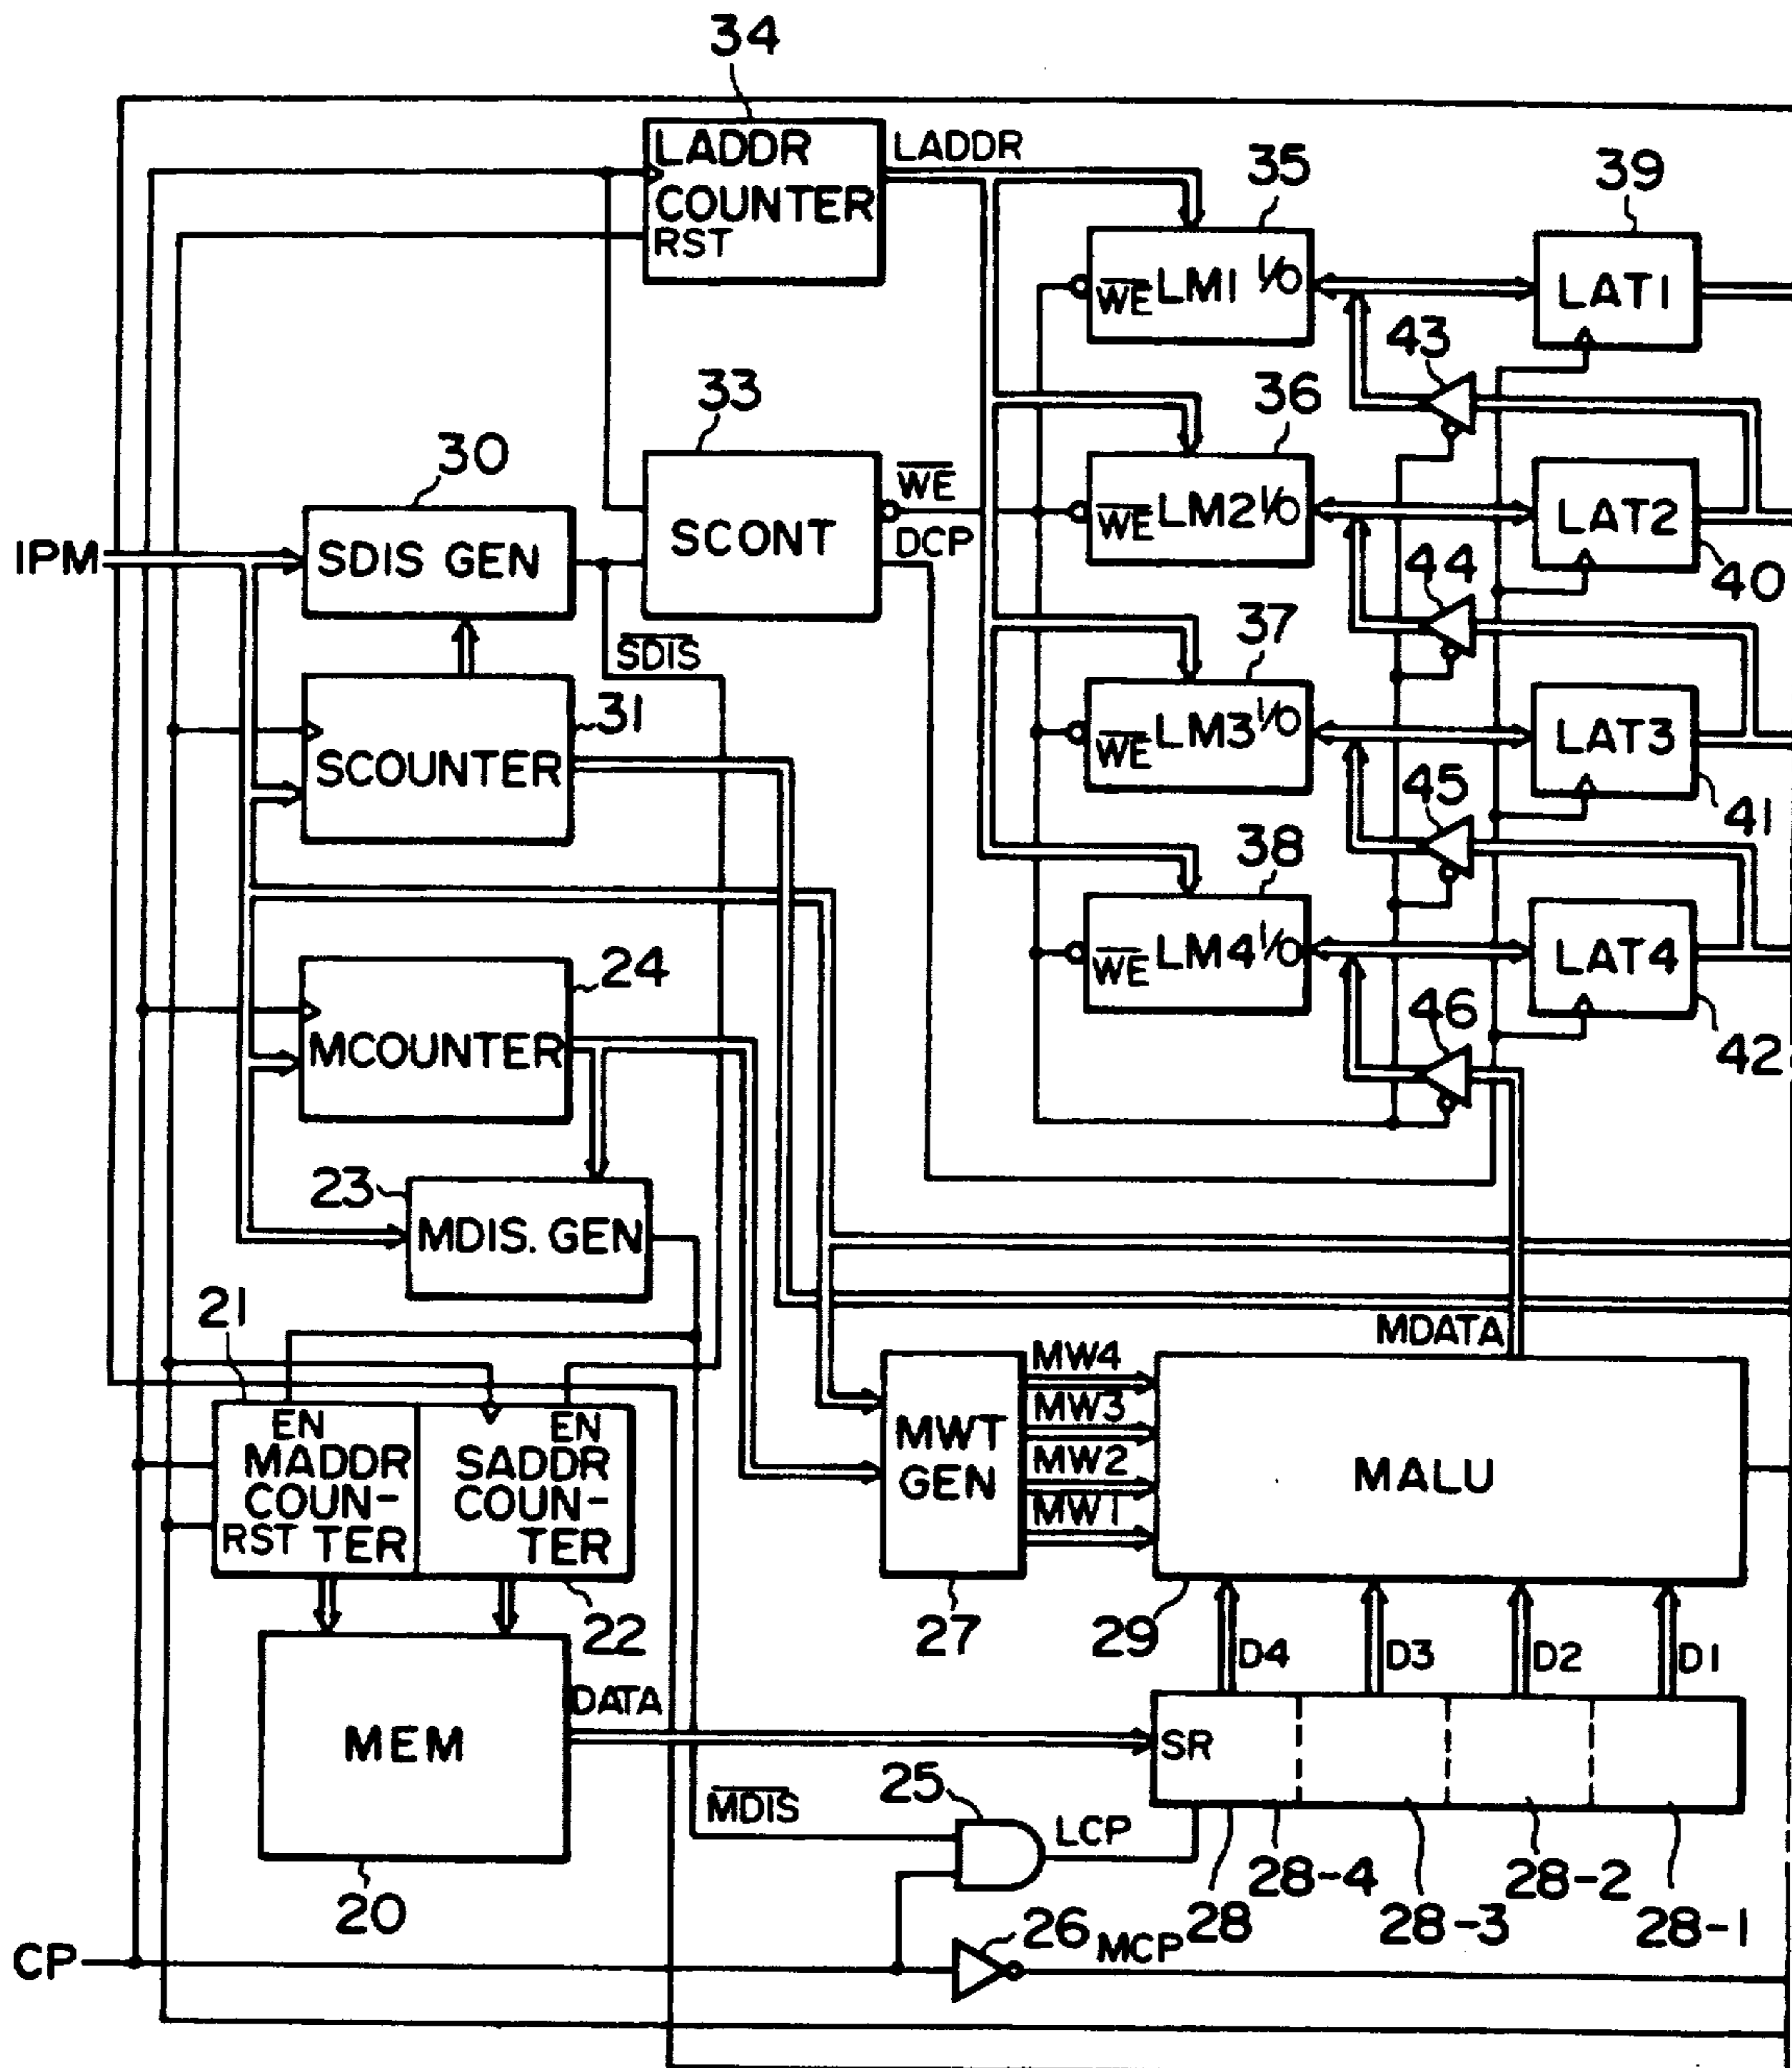 34
LADDR
COUNTER
RST
LADDR
35
39
WE LM1 I/O
LAT1
43
33
36
30
WE
SCONT
WE LM2 I/O
LAT2
DCP
IPM
SDIS GEN
44
40
37
SDIS
31
WE LM3 I/O
LAT3
SCOUNTER
45
41
38
24
WE LM4 I/O
LAT4
46
MCOUNTER
42
23
MDIS. GEN
21
MDATA
MW4
EN
EN
MW3
MADDR
COUN-
RST TER
SADDR
COUN-
TER
MWT
GEN
MW2
MW1
MALU
22
27
29
D4
D3
D2
D1
DATA
MEM
SR
25
MDIS
LCP
20
28
28-4
28-3
28-2
28-1
26
MCP
CP